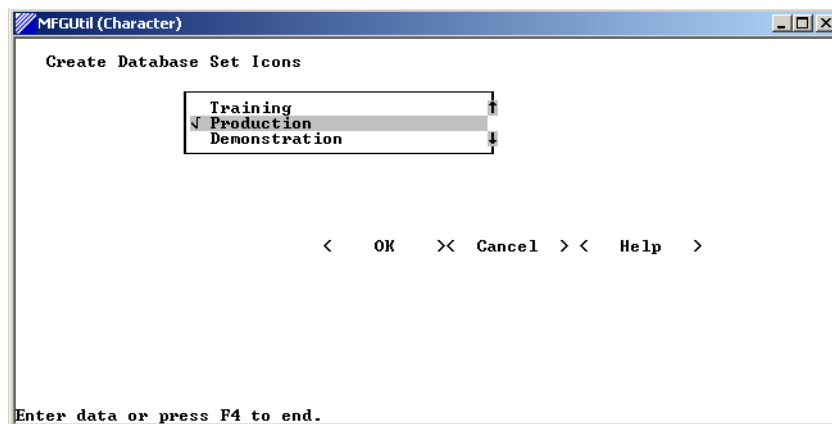 MFGUtil (Character)
Create Database Set Icons
Training
√ Production
Demonstration
< OK >< Cancel > < Help >
Enter data or press F4 to end.